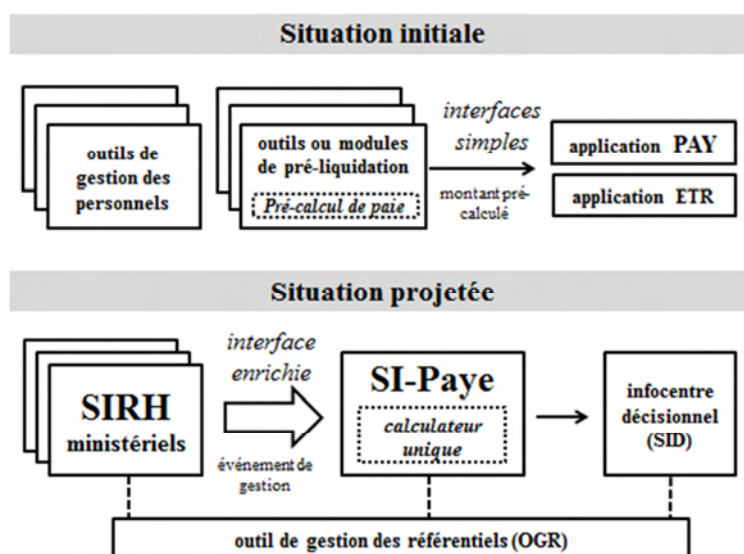 Situation initiale
outils de
gestion des
personnels
outils ou modules
de pré-liquidation
Pré-calcul de paie
interfaces
simples
montant pré-
calculé
application PAY
application ETR
Situation projetée
SIRH
ministériels
interface
enrichie
événement de
gestion
SI-Paye
calculateur
unique
infocentre
décisionnel
(SID)
outil de gestion des référentiels (OGR)